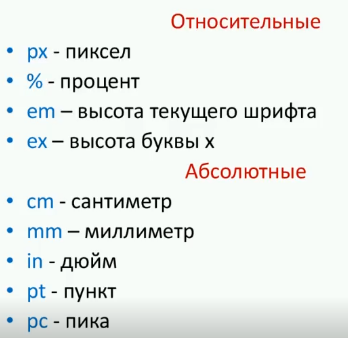 Относительные
• px - пиксел
• % - процент
• em – высота текущего шрифта
• ex – высота буквы x
Абсолютные
• cm - сантиметр
• mm – миллиметр
• in - дюйм
• pt - пункт
• pc - пика